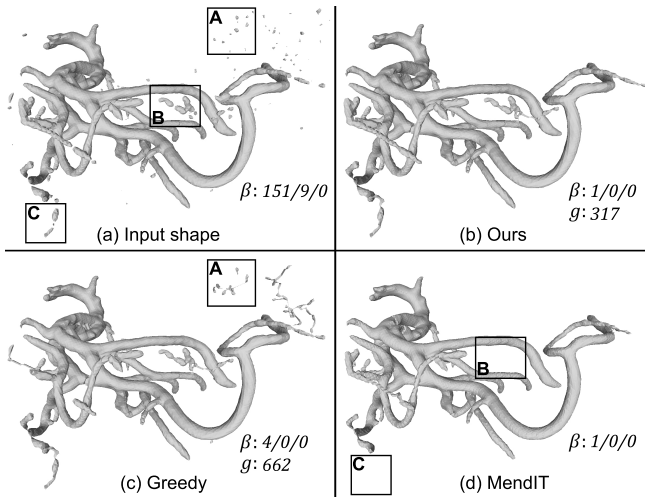 A
B
C
β: 151/9/0
(a) Input shape
β: 1/0/0
g: 317
(b) Ours
A
β: 4/0/0
g: 662
(c) Greedy
B
C
β: 1/0/0
(d) MendIT